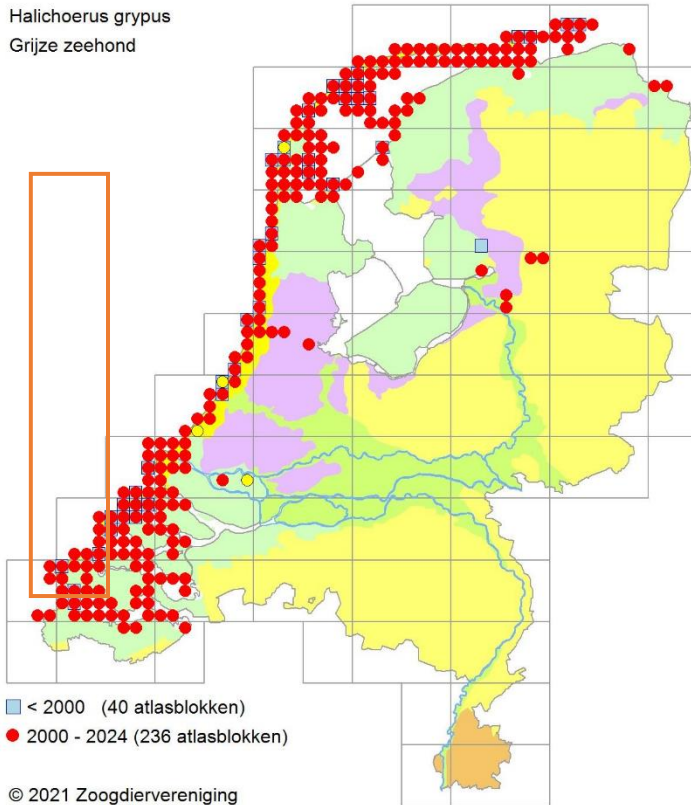 Halichoerus grypus
Grijze zeehond
< 2000 (40 atlasblokken)
2000 - 2024 (236 atlasblokken)
© 2021 Zoogdiervereniging